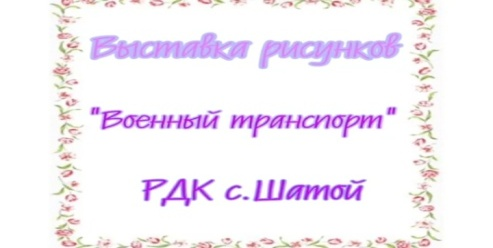 Выставка рисунков
"Военный транспорт"
РДК с.Шатой